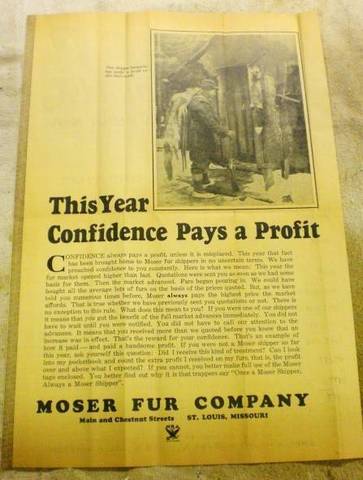 This Year
Confidence Pays a Profit
CONFIDENCE always pays a profit, unless it is misplaced. This year that fact
has been brought home to Moser fur shippers in no uncertain terms. We have
preached confidence to you constantly. Here is what we mean: This year the
fur market opened higher than last. Quotations were sent you as soon as we had some
basis for them. Then the market advanced. Furs began pouring in. We could have
bought all the average lots of furs on the basis of the prices quoted. But, as we have
told you numerous times before, Moser always pays the highest price the market
affords. That is true whether we have previously sent you quotations or not. There is
no exception to this rule. What does this mean to you? If you were one of our shippers
it means that you got the benefit of the fall market advances immediately. You did not
have to wait until you were notified. You did not have to call our attention to the
advances. It means that you received more than we quoted before you knew that an
increase was in effect. That's the reward for your confidence. That's an example of
how it paid—and paid a handsome profit. If you were not a Moser shipper so far
this year, ask yourself this question: Did I receive this kind of treatment? Can I look
into my pocketbook and count the extra profit I received on my furs, that is, the profit
over and above what I expected? If you cannot, you better make full use of the Moser
tags enclosed. You better find out why it is that trappers say "Once a Moser Shipper,
Always a Moser Shipper".
MOSER FUR COMPANY
Main and Chestnut Streets ST. LOUIS, MISSOURI